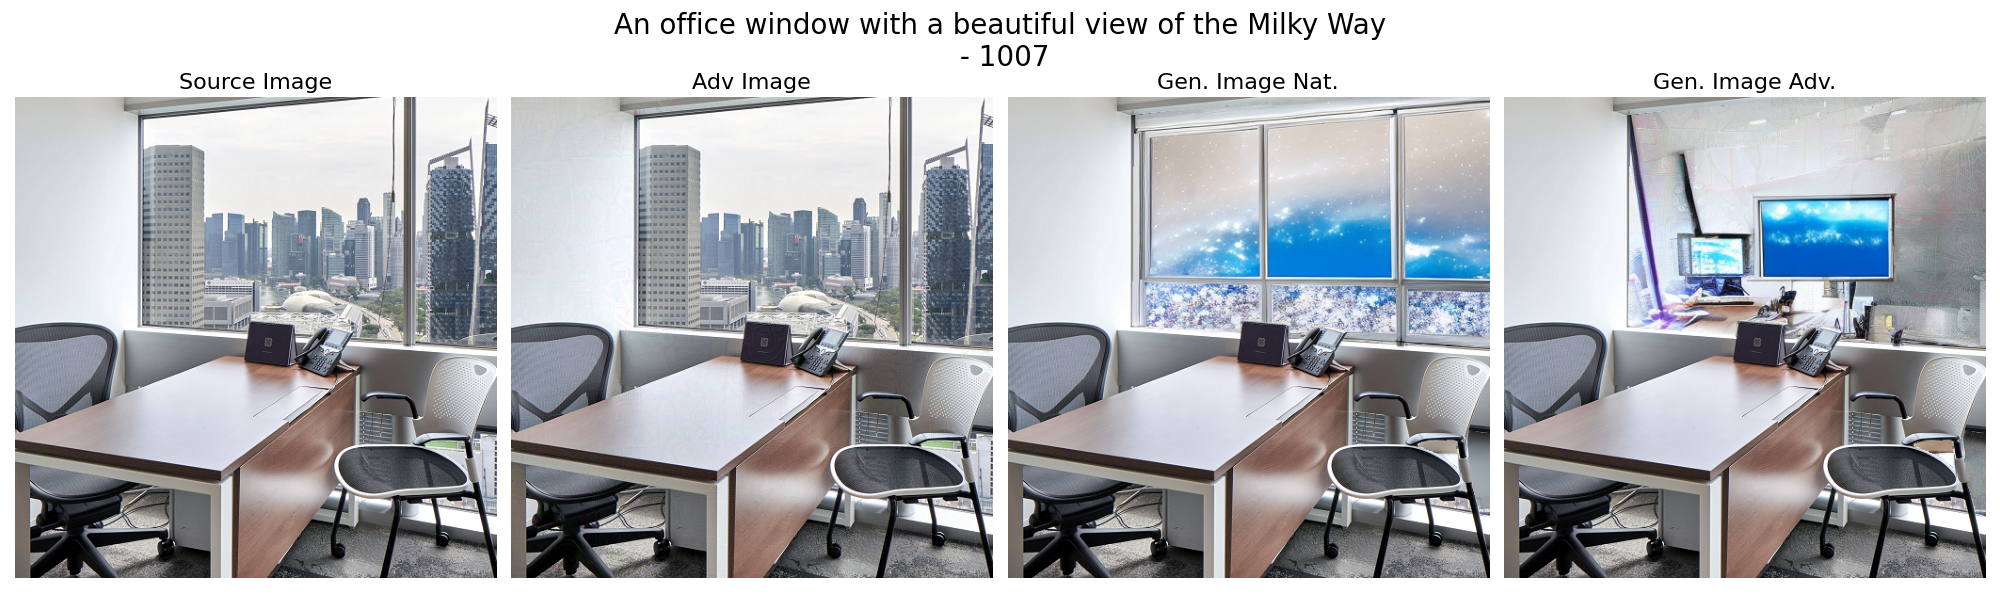 An office window with a beautiful view of the Milky Way
- 1007
Source Image
Adv Image
Gen. Image Nat.
Gen. Image Adv.